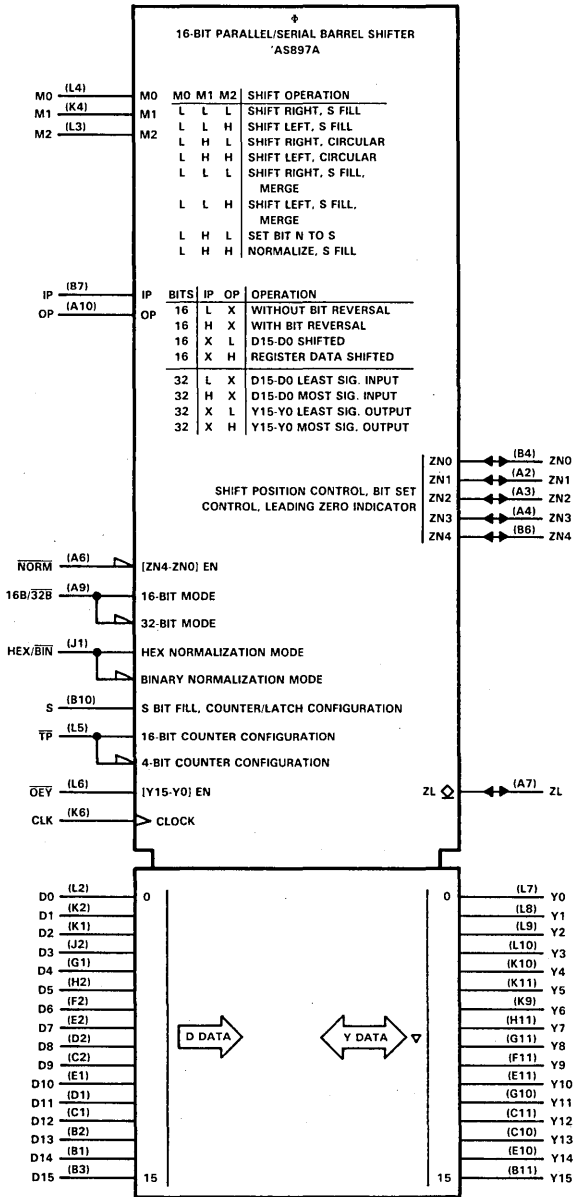 Φ
16-BIT PARALLEL/SERIAL BARREL SHIFTER
'AS897A
M0 (L4) M0 M0 M1 M2 SHIFT OPERATION
M1 (K4) M1 L L L SHIFT RIGHT, S FILL
M2 (L3) M2 L L H SHIFT LEFT, S FILL
L H L SHIFT RIGHT, CIRCULAR
L H H SHIFT LEFT, CIRCULAR
L L L SHIFT RIGHT, S FILL,
MERGE
L L H SHIFT LEFT, S FILL,
MERGE
L H L SET BIT N TO S
L H H NORMALIZE, S FILL
IP (B7) IP BITS IP OP OPERATION
OP (A10) OP 16 L X WITHOUT BIT REVERSAL
16 H X WITH BIT REVERSAL
16 X L D15-D0 SHIFTED
16 X H REGISTER DATA SHIFTED
32 L X D15-D0 LEAST SIG. INPUT
32 H X D15-D0 MOST SIG. INPUT
32 X L Y15-Y0 LEAST SIG. OUTPUT
32 X H Y15-Y0 MOST SIG. OUTPUT
ZN0 (B4) ZN0
ZN1 (A2) ZN1
SHIFT POSITION CONTROL, BIT SET ZN2 (A3) ZN2
CONTROL, LEADING ZERO INDICATOR ZN3 (A4) ZN3
ZN4 (B6) ZN4
NORM (A6) [ZN4-ZN0] EN
16B/32B (A9) 16-BIT MODE
32-BIT MODE
HEX/BIN (J1) HEX NORMALIZATION MODE
BINARY NORMALIZATION MODE
S (B10) S BIT FILL, COUNTER/LATCH CONFIGURATION
TP (L5) 16-BIT COUNTER CONFIGURATION
4-BIT COUNTER CONFIGURATION
OEY (L6) [Y15-Y0] EN ZL (A7) ZL
CLK (K6) CLOCK
D0 (L2) 0 0 (L7) Y0
D1 (K2) (L8) Y1
D2 (K1) (L9) Y2
D3 (J2) (L10) Y3
D4 (G1) (K10) Y4
D5 (H2) (K11) Y5
D6 (F2) (K9) Y6
D7 (E2) D DATA Y DATA (H11) Y7
D8 (D2) (G11) Y8
D9 (C2) (F11) Y9
D10 (E1) (E11) Y10
D11 (D1) (G10) Y11
D12 (C1) (C11) Y12
D13 (B2) (C10) Y13
D14 (B1) (E10) Y14
D15 (B3) 15 15 (B11) Y15